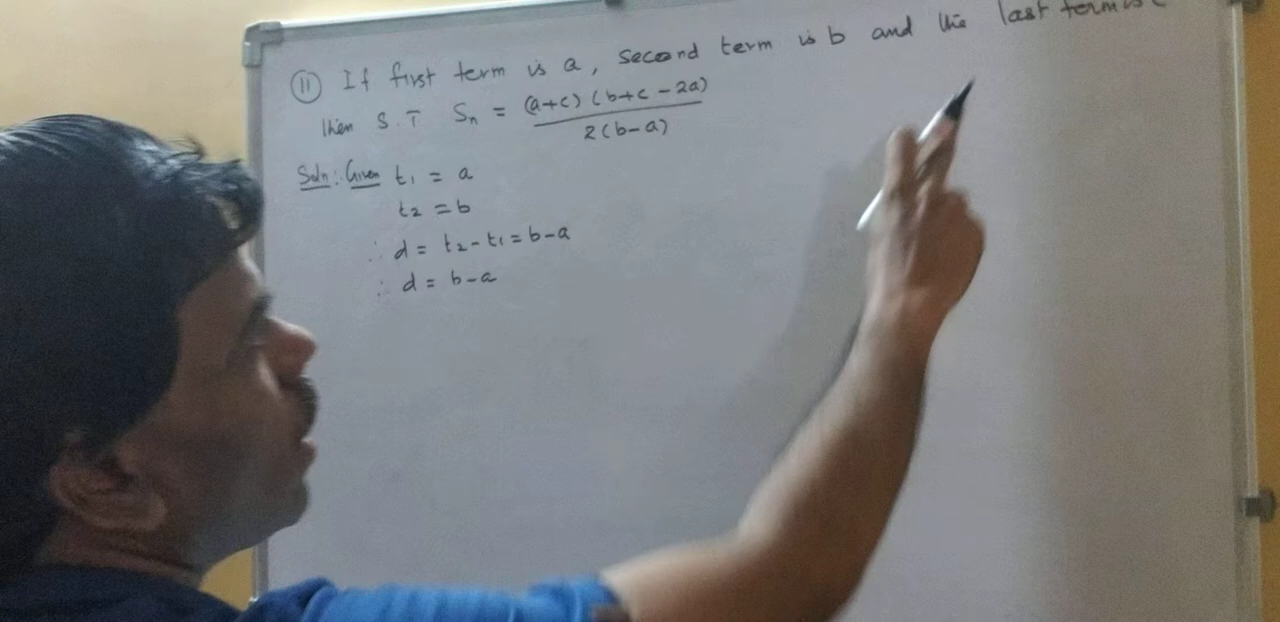 11 If first term is a, second term is b and the last term is c
then S.T Sn = (a+c) (b+c-2a) / 2(b-a)
Soln: Given t₁ = a
t₂ = b
∴ d = t₂-t₁ = b-a
∴ d = b-a